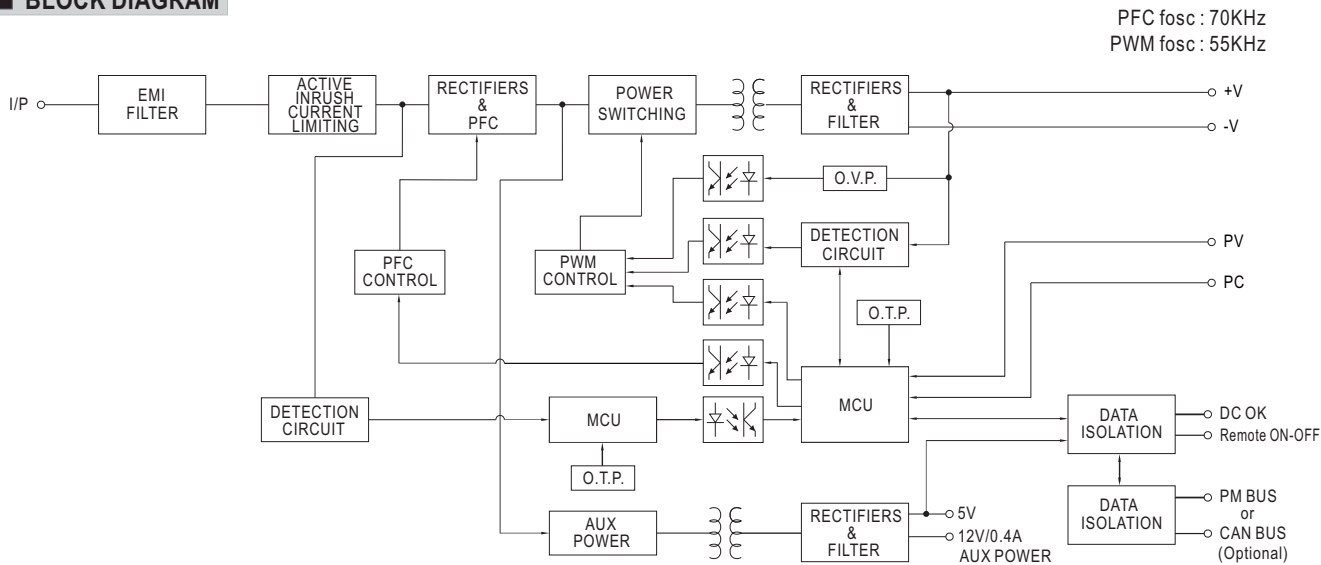 ■ BLOCK DIAGRAM
PFC fosc : 70KHz
PWM fosc : 55KHz
I/P
EMI
FILTER
ACTIVE
INRUSH
CURRENT
LIMITING
RECTIFIERS
&
PFC
POWER
SWITCHING
RECTIFIERS
&
FILTER
+V
-V
O.V.P.
PFC
CONTROL
PWM
CONTROL
DETECTION
CIRCUIT
PV
PC
O.T.P.
DETECTION
CIRCUIT
MCU
MCU
DATA
ISOLATION
DC OK
Remote ON-OFF
O.T.P.
AUX
POWER
RECTIFIERS
&
FILTER
5V
12V/0.4A
AUX POWER
DATA
ISOLATION
PM BUS
or
CAN BUS
(Optional)